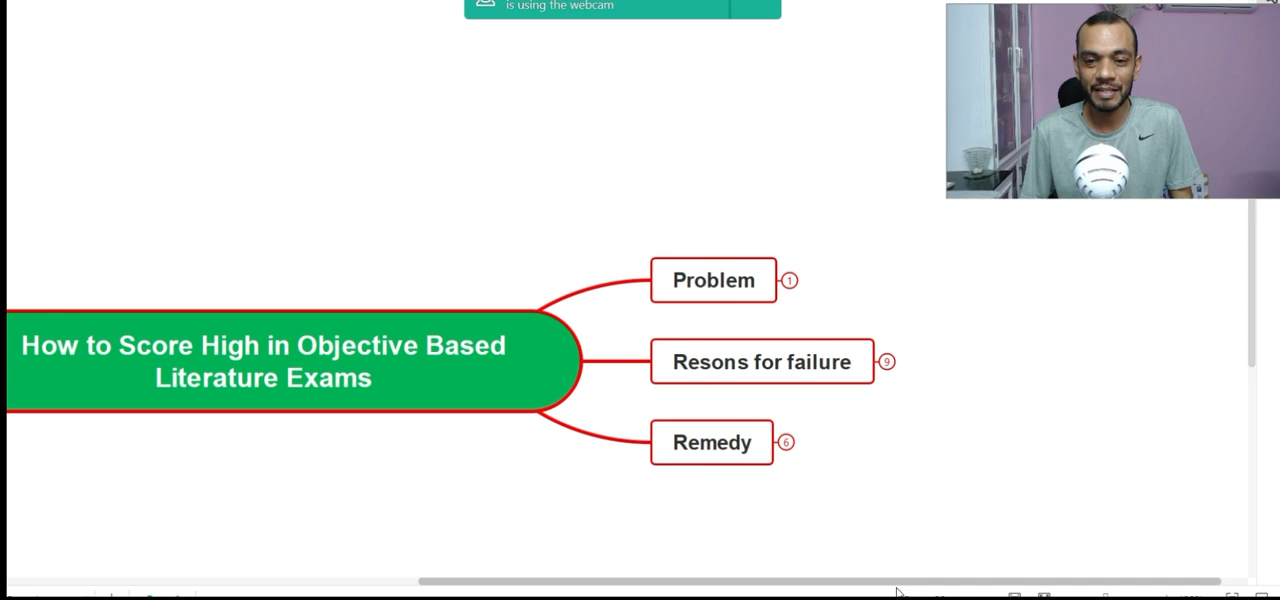 is using the webcam
Problem
1
How to Score High in Objective Based
Literature Exams
Resons for failure
9
Remedy
6